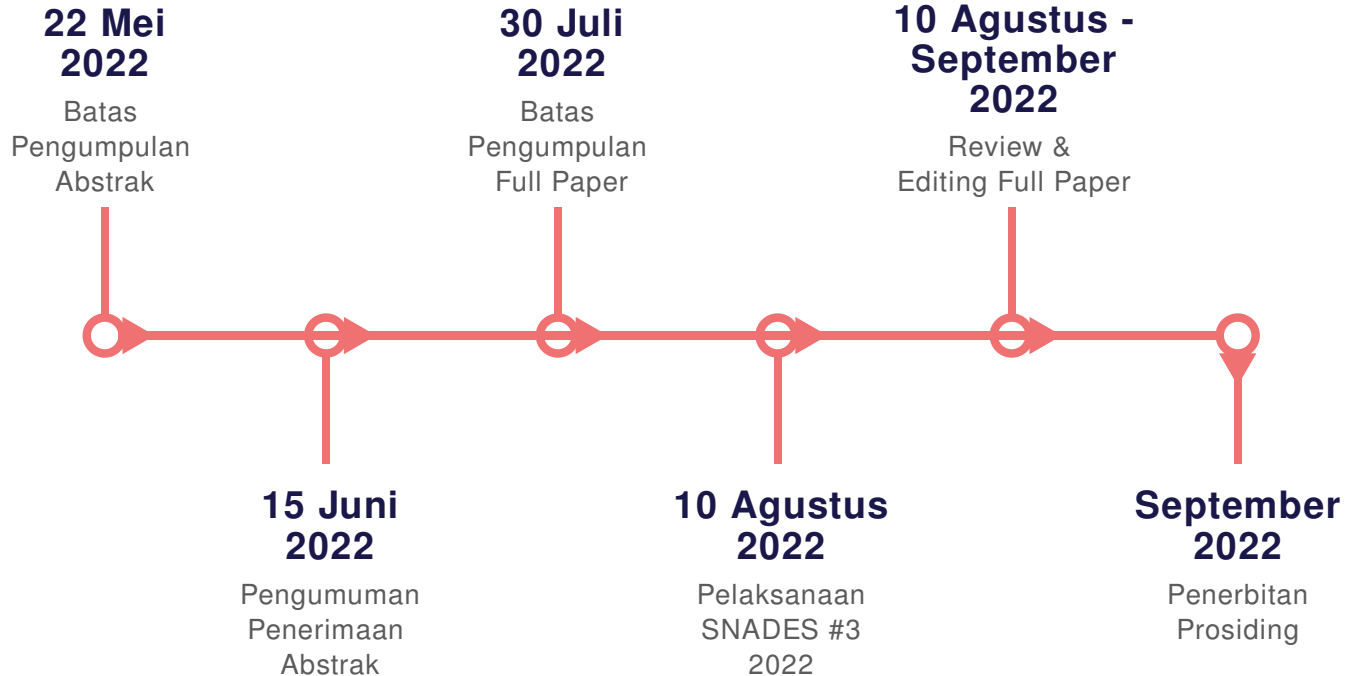 22 Mei
2022
Batas
Pengumpulan
Abstrak
15 Juni
2022
Pengumuman
Penerimaan
Abstrak
30 Juli
2022
Batas
Pengumpulan
Full Paper
10 Agustus
2022
Pelaksanaan
SNADES #3
2022
10 Agustus -
September
2022
Review &
Editing Full Paper
September
2022
Penerbitan
Prosiding